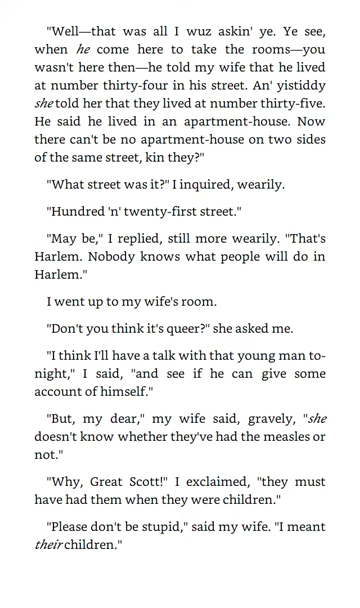 "Well—that was all I wuz askin' ye. Ye see,
when he come here to take the rooms—you
wasn't here then—he told my wife that he lived
at number thirty-four in his street. An' yistiddy
she told her that they lived at number thirty-five.
He said he lived in an apartment-house. Now
there can't be no apartment-house on two sides
of the same street, kin they?"
"What street was it?" I inquired, wearily.
"Hundred 'n' twenty-first street."
"May be," I replied, still more wearily. "That's
Harlem. Nobody knows what people will do in
Harlem."
I went up to my wife's room.
"Don't you think it's queer?" she asked me.
"I think I'll have a talk with that young man to-
night," I said, "and see if he can give some
account of himself."
"But, my dear," my wife said, gravely, "she
doesn't know whether they've had the measles or
not."
"Why, Great Scott!" I exclaimed, "they must
have had them when they were children."
"Please don't be stupid," said my wife. "I meant
their children."